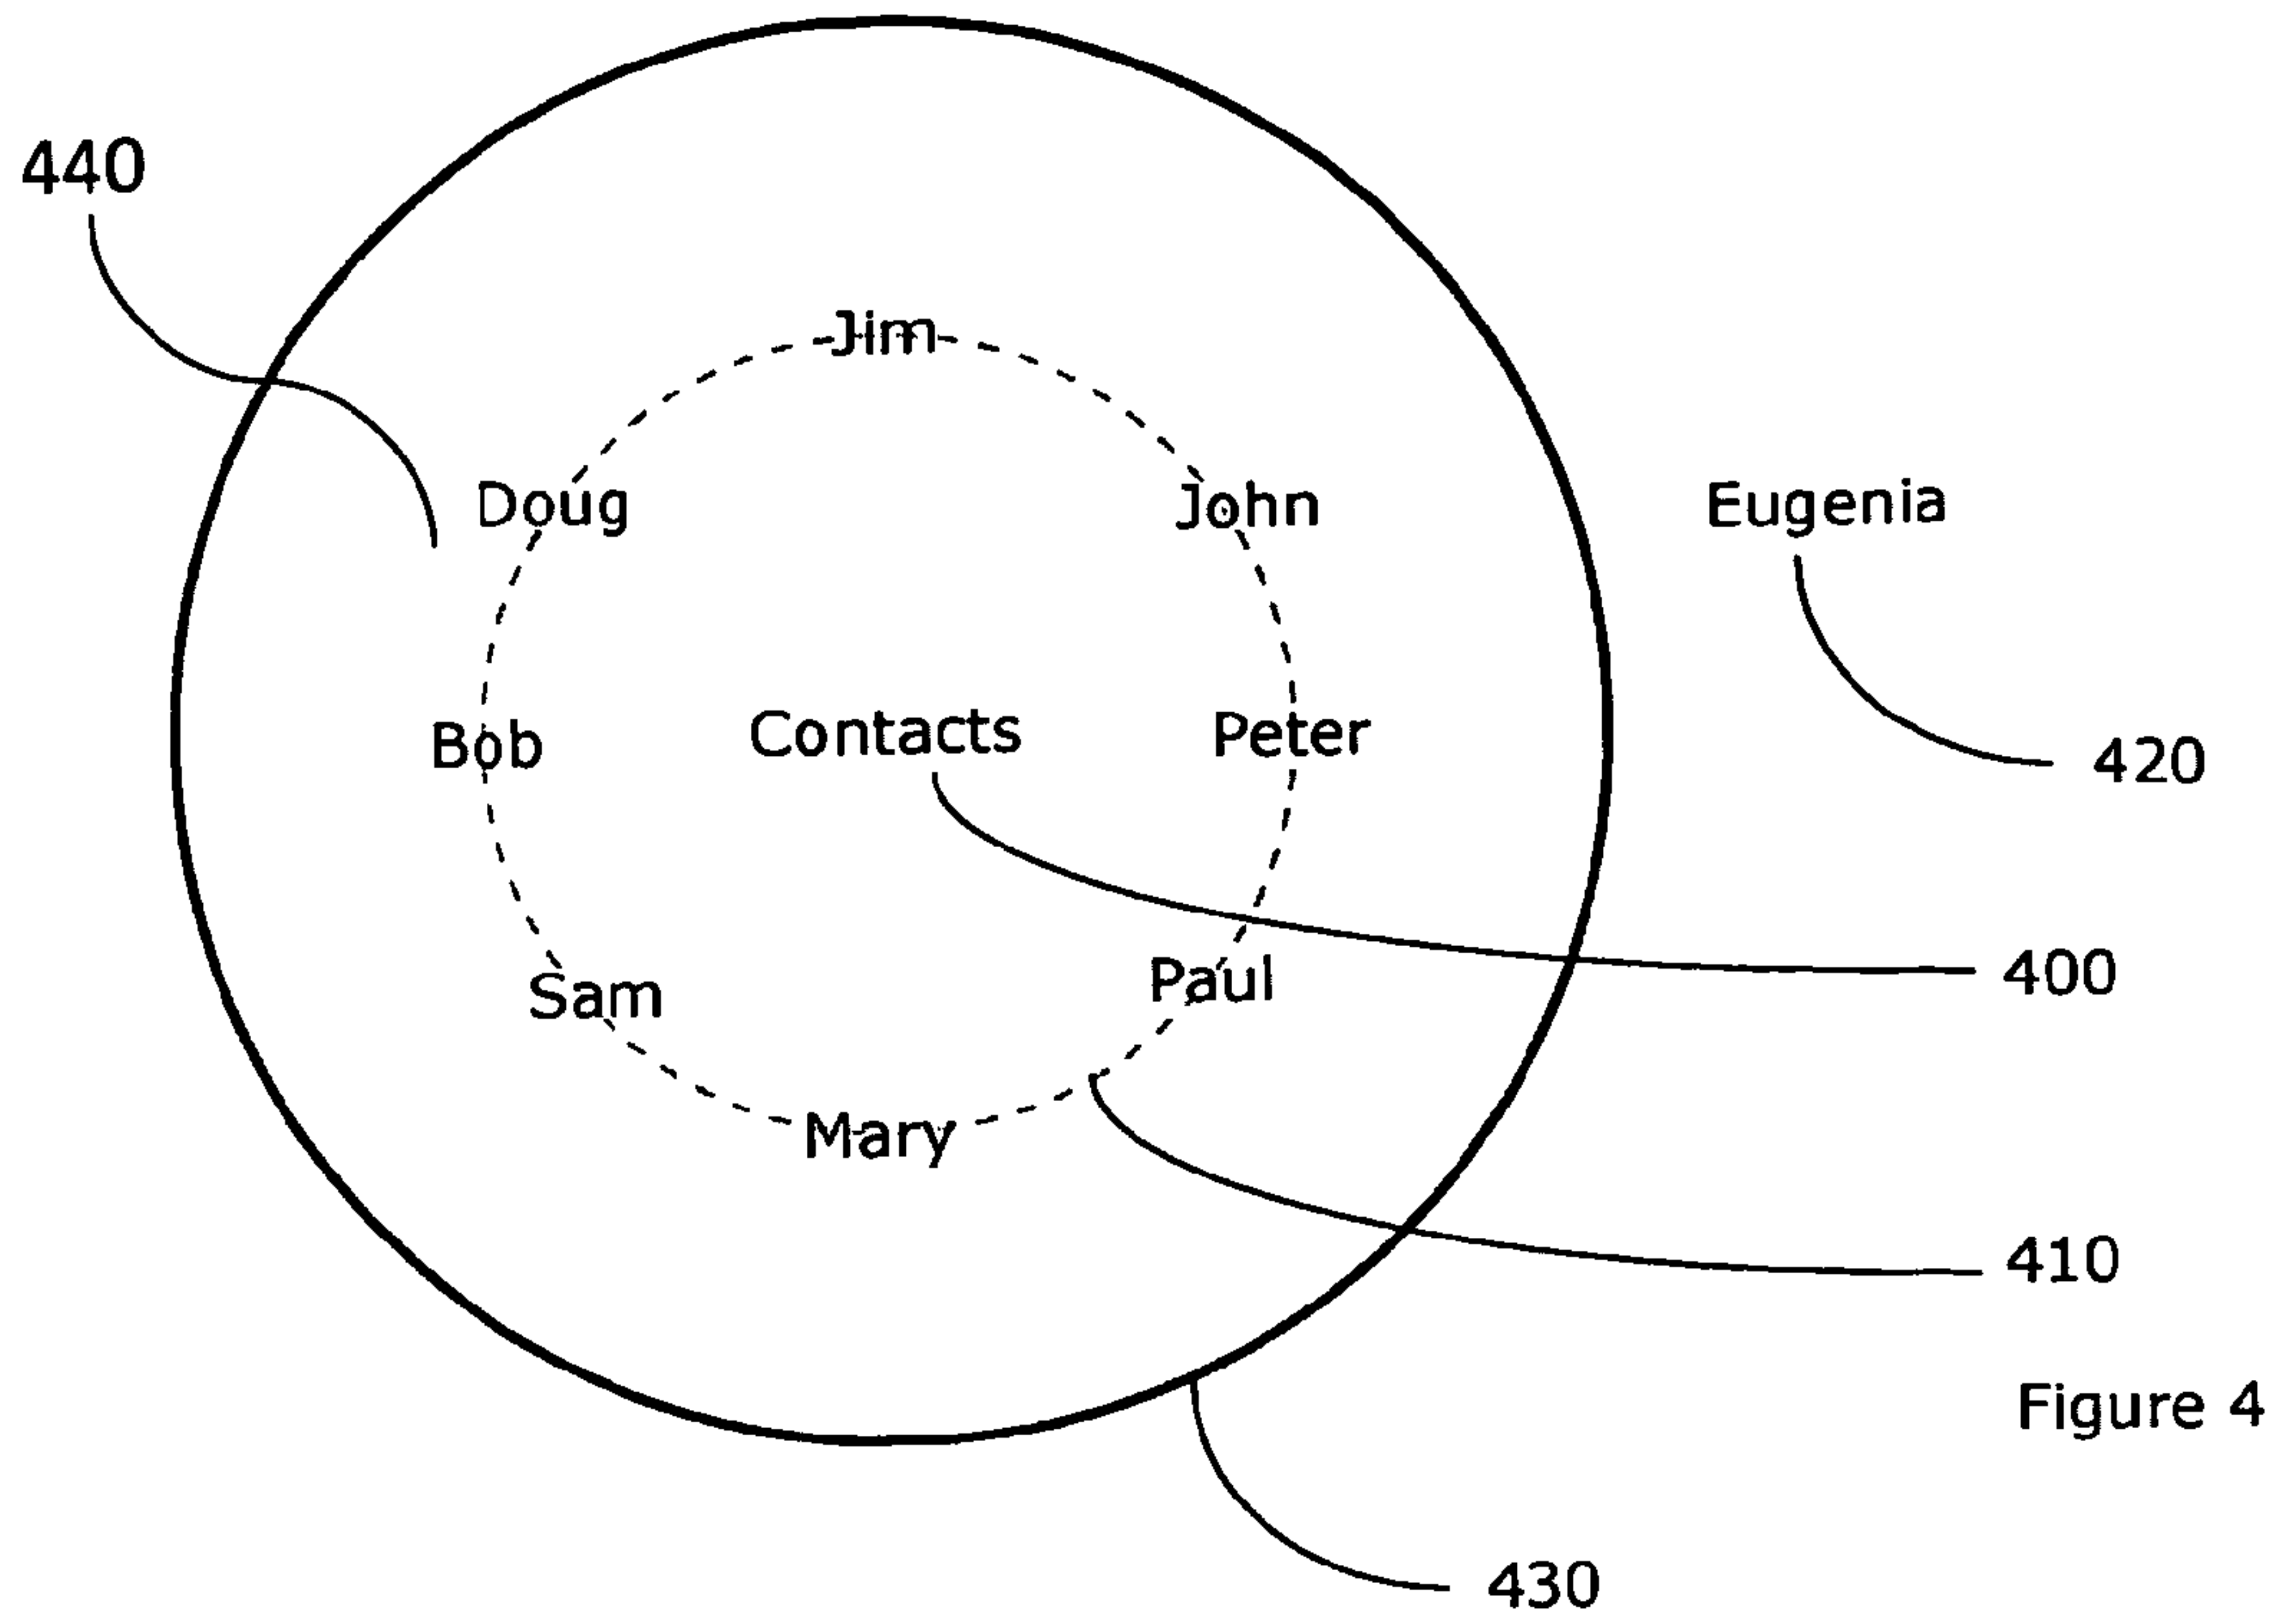 440
Jim
Doug
John
Eugenia
Bob
Contacts
Peter
420
Sam
Paul
400
Mary
410
Figure 4
430